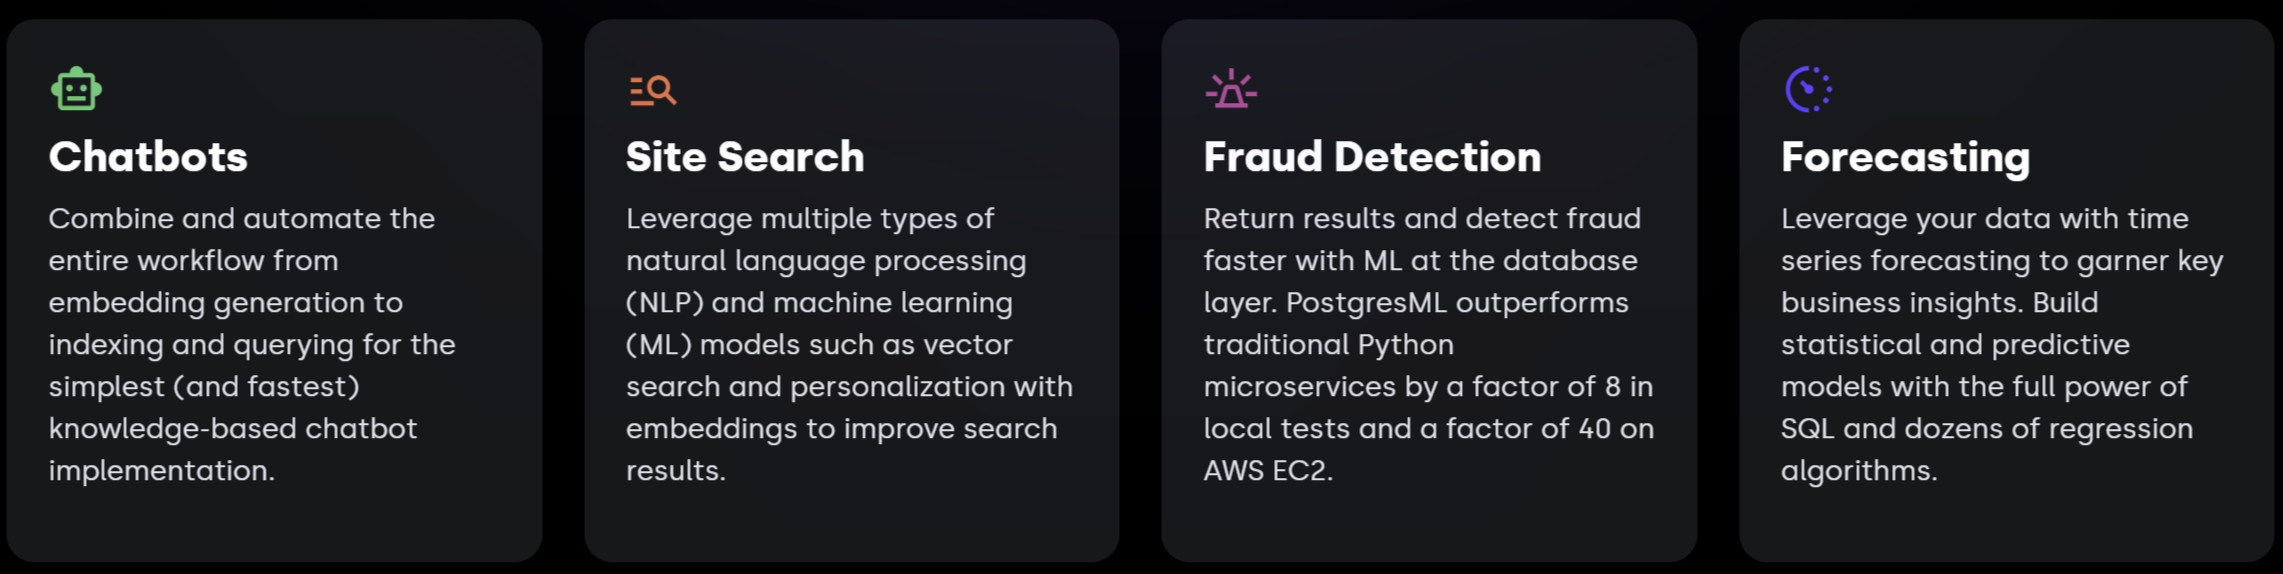 Chatbots
Combine and automate the
entire workflow from
embedding generation to
indexing and querying for the
simplest (and fastest)
knowledge-based chatbot
implementation.
Site Search
Leverage multiple types of
natural language processing
(NLP) and machine learning
(ML) models such as vector
search and personalization with
embeddings to improve search
results.
Fraud Detection
Return results and detect fraud
faster with ML at the database
layer. PostgresML outperforms
traditional Python
microservices by a factor of 8 in
local tests and a factor of 40 on
AWS EC2.
Forecasting
Leverage your data with time
series forecasting to garner key
business insights. Build
statistical and predictive
models with the full power of
SQL and dozens of regression
algorithms.